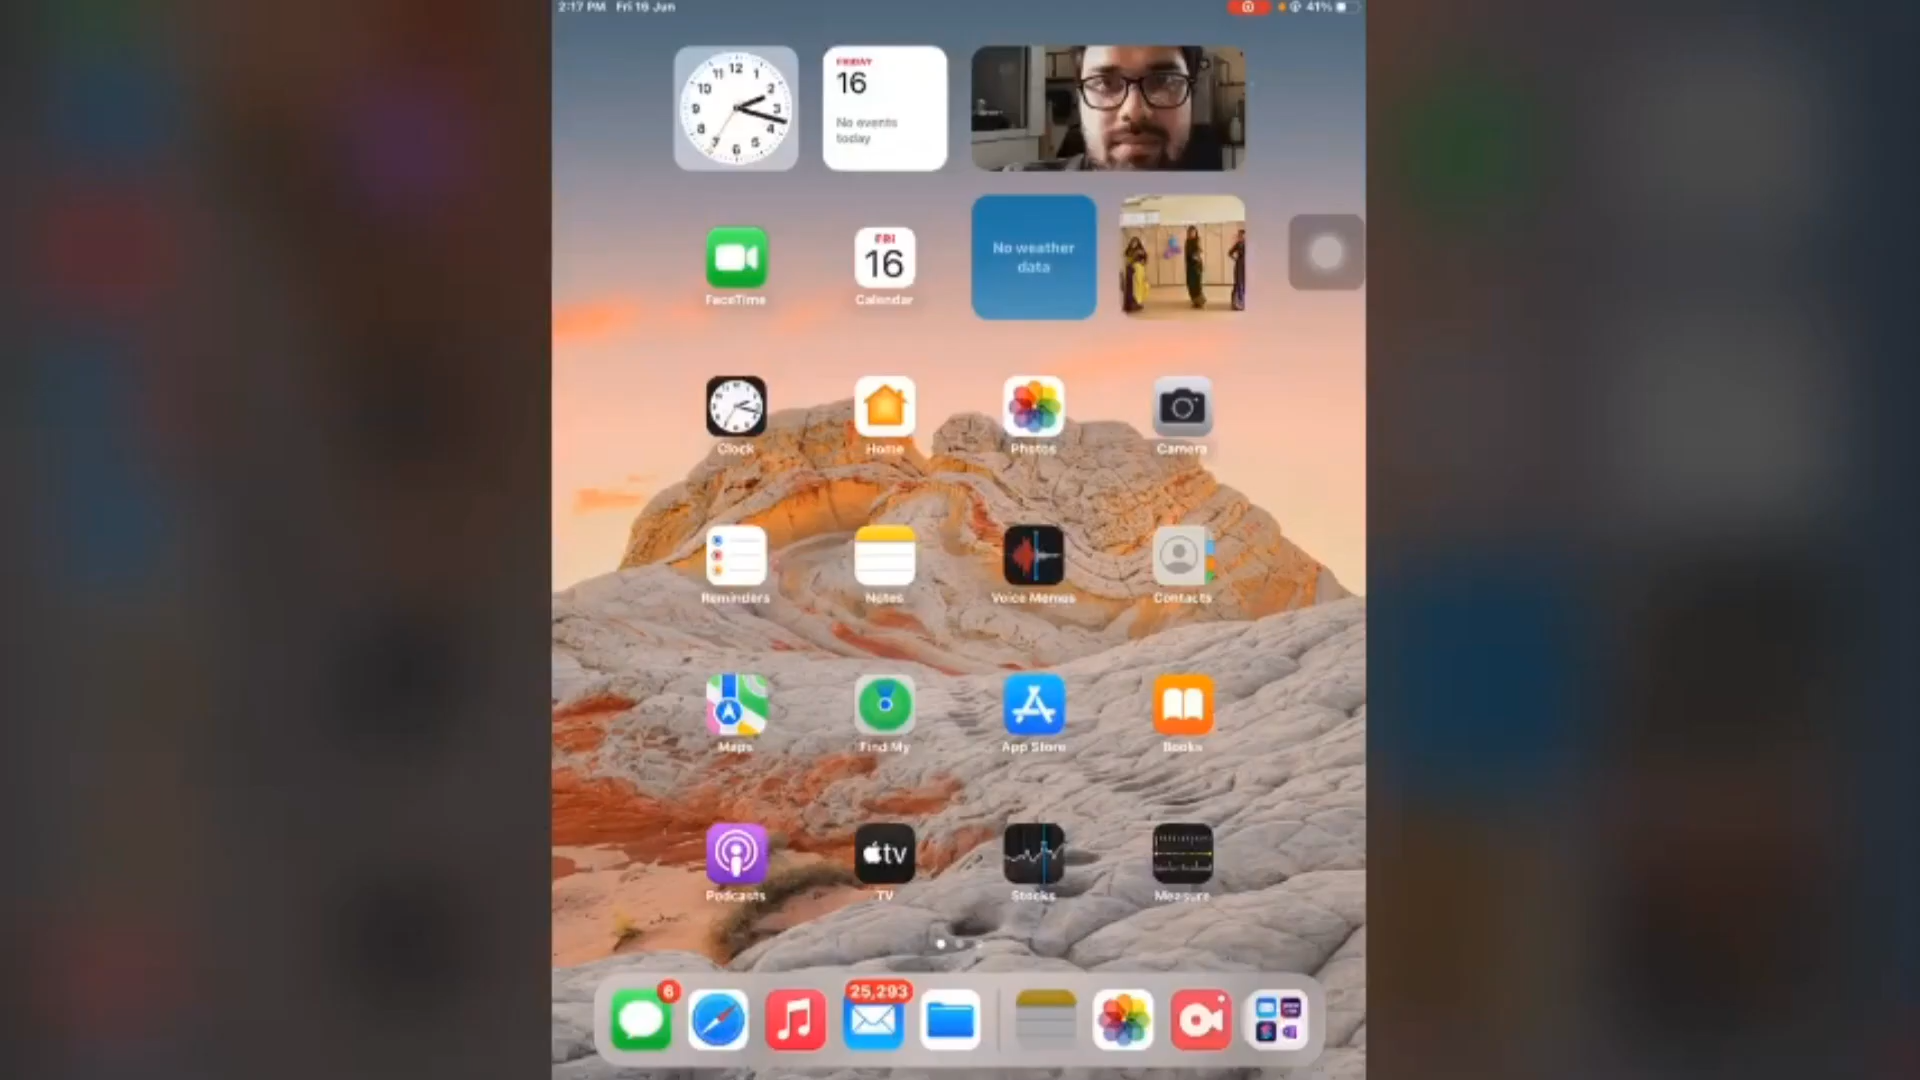 2:17 PM Fri 16 Jun
41%
12 1 2 3 4 5 6 7 8 9 10 11
FRIDAY
16
No events
today
FRI
16
No weather
data
FaceTime
Calendar
Clock
Home
Photos
Camera
Reminders
Notes
Voice Memos
Contacts
Maps
Find My
App Store
Books
tv
Podcasts
TV
Stocks
Measure
6
25,293